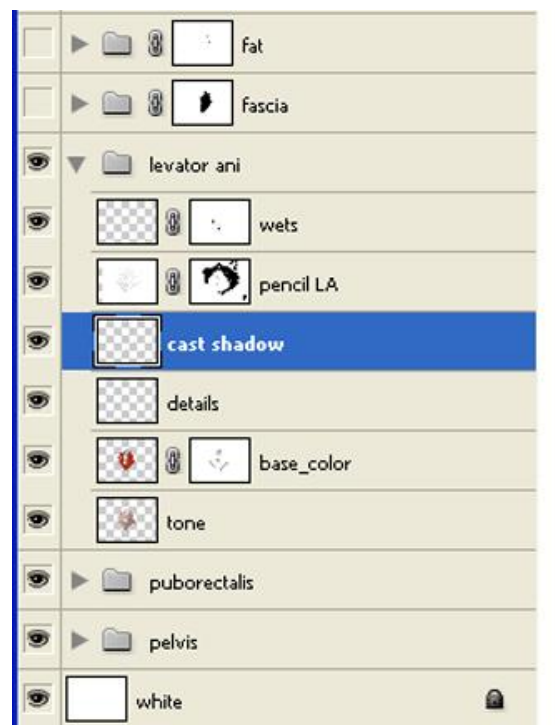 fat
fascia
levator ani
wets
pencil LA
cast shadow
details
base_color
tone
puborectalis
pelvis
white